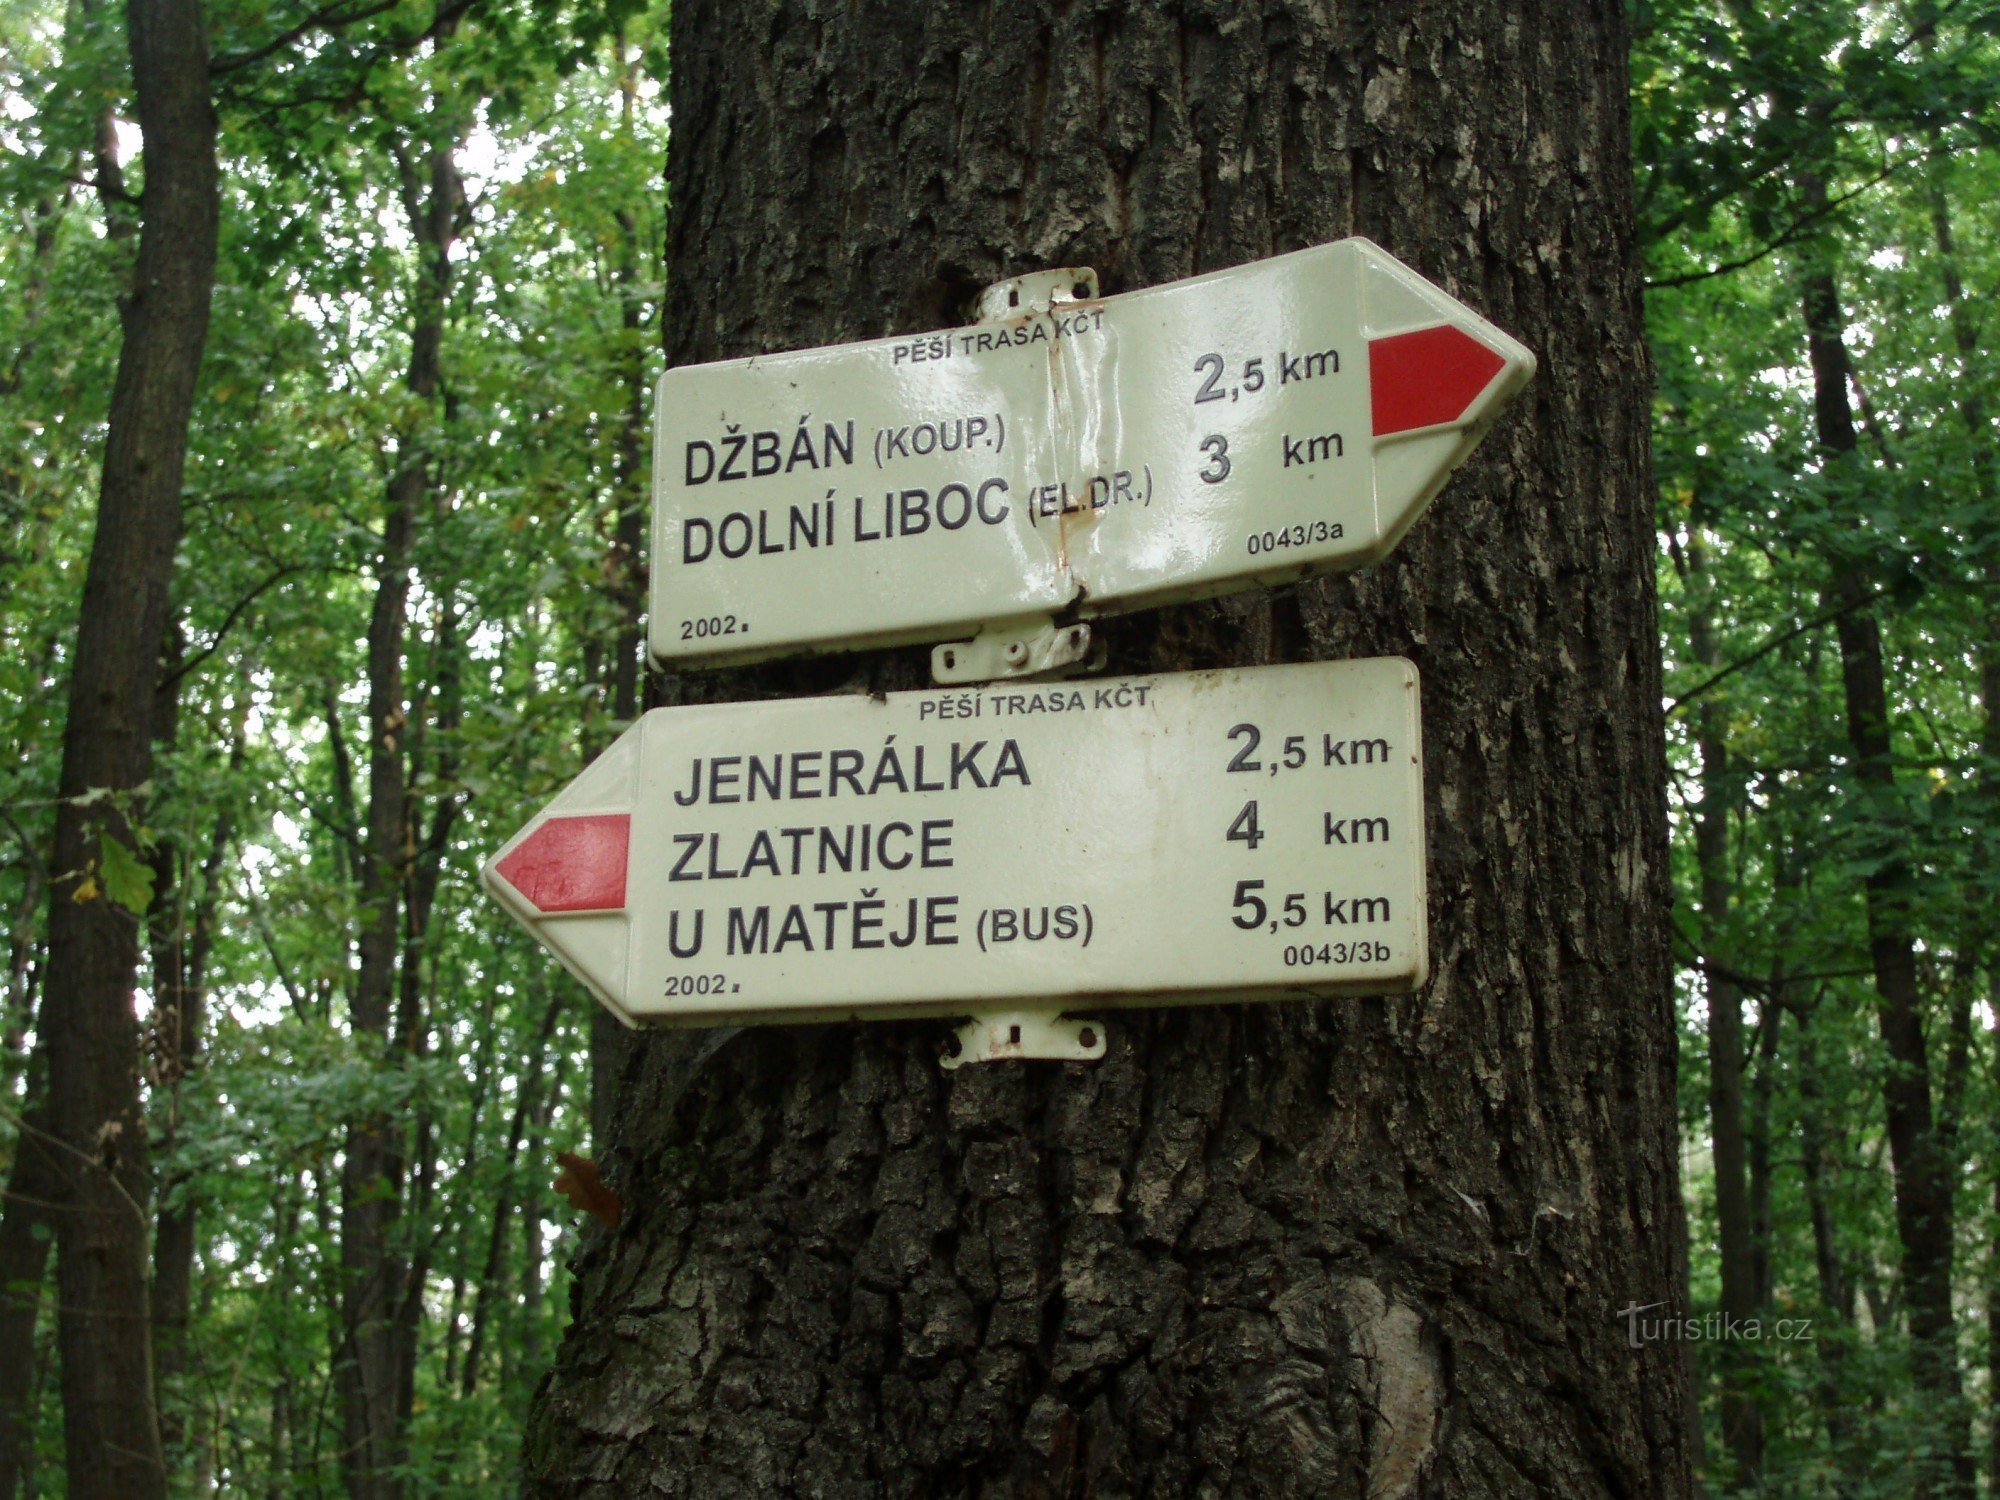 PĚŠÍ TRASA KČT
DŽBÁN (KOUP.) 2,5 km
DOLNÍ LIBOC (EL.DR.) 3 km
0043/3a
2002.
PĚŠÍ TRASA KČT
JENERÁLKA 2,5 km
ZLATNICE 4 km
U MATĚJE (BUS) 5,5 km
2002. 0043/3b
Turistika.cz